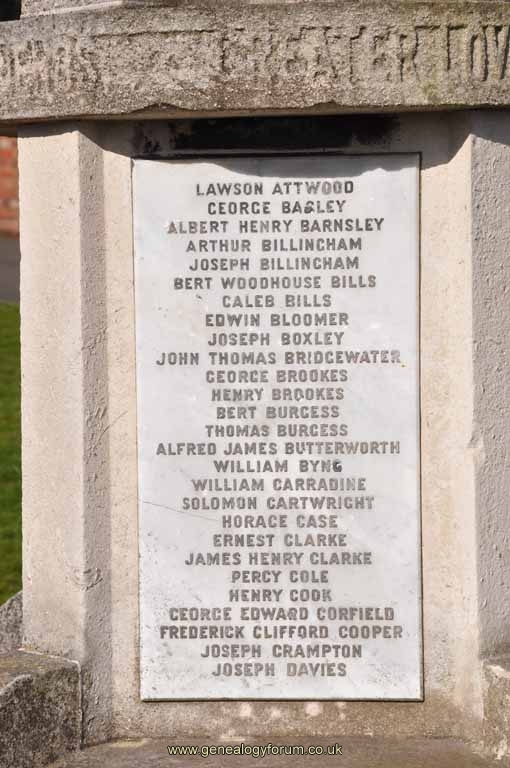 GREATER LOV
LAWSON ATTWOOD
GEORGE BAGLEY
ALBERT HENRY BARNSLEY
ARTHUR BILLINGHAM
JOSEPH BILLINGHAM
BERT WOODHOUSE BILLS
CALEB BILLS
EDWIN BLOOMER
JOSEPH BOXLEY
JOHN THOMAS BRIDGEWATER
GEORGE BROOKES
HENRY BROOKES
BERT BURGESS
THOMAS BURGESS
ALFRED JAMES BUTTERWORTH
WILLIAM BYNG
WILLIAM CARRADINE
SOLOMON CARTWRIGHT
HORACE CASE
ERNEST CLARKE
JAMES HENRY CLARKE
PERCY COLE
HENRY COOK
GEORGE EDWARD CORFIELD
FREDERICK CLIFFORD COOPER
JOSEPH CRAMPTON
JOSEPH DAVIES
www.genealogyforum.co.uk